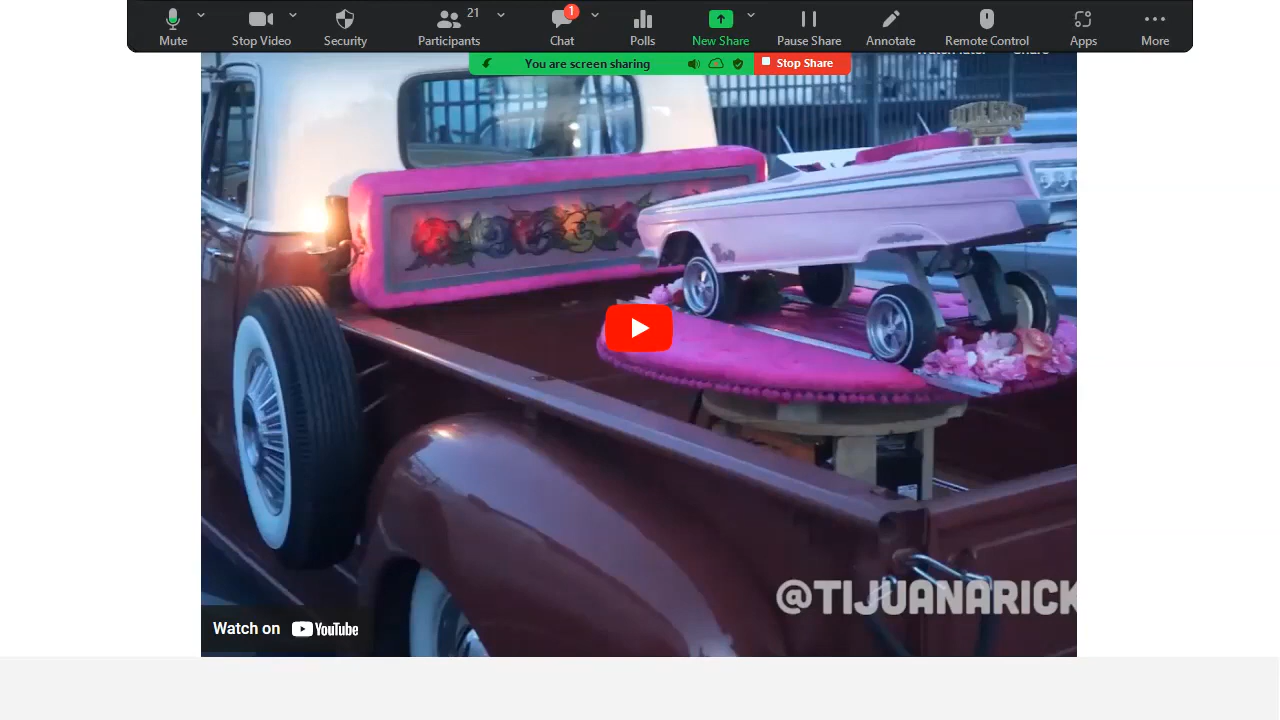 Mute
Stop Video
Security
21
Participants
1
Chat
Polls
New Share
Pause Share
Annotate
Remote Control
Apps
More
You are screen sharing
Stop Share
@TIJUANARICK
Watch on YouTube